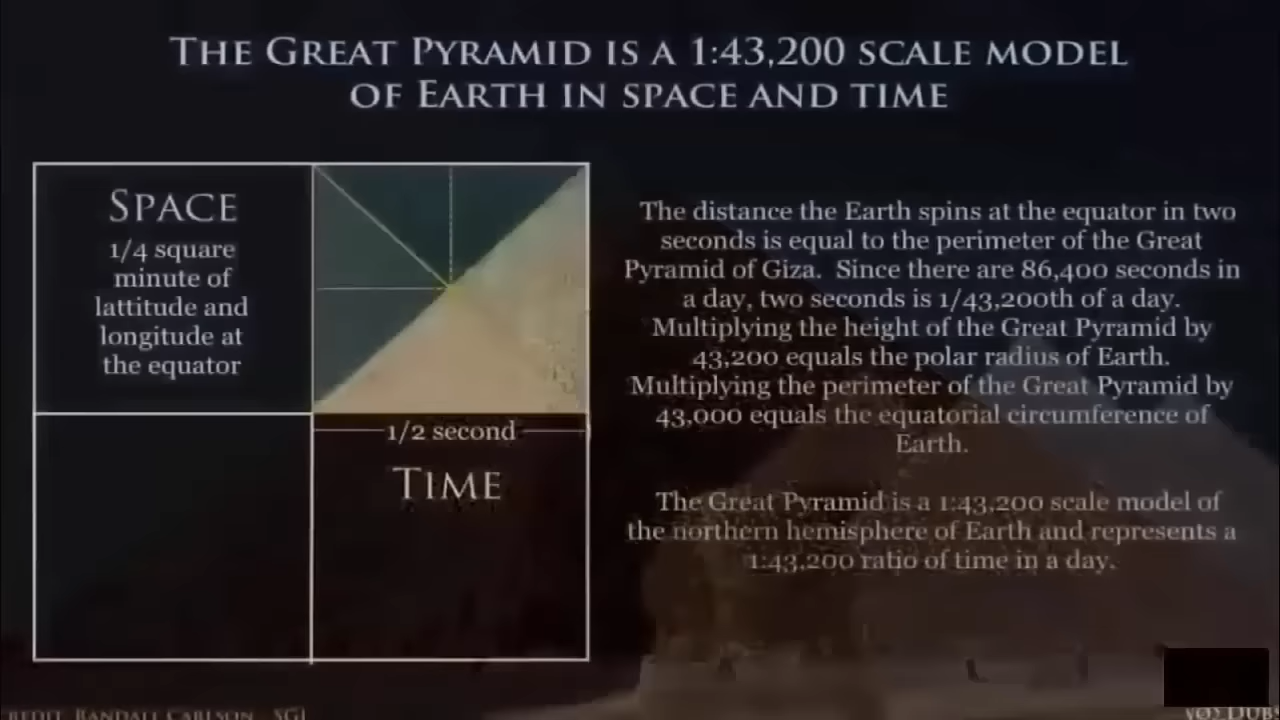 THE GREAT PYRAMID IS A 1:43,200 SCALE MODEL
OF EARTH IN SPACE AND TIME
SPACE
1/4 square
minute of
lattitude and
longitude at
the equator
1/2 second
TIME
The distance the Earth spins at the equator in two
seconds is equal to the perimeter of the Great
Pyramid of Giza. Since there are 86,400 seconds in
a day, two seconds is 1/43,200th of a day.
Multiplying the height of the Great Pyramid by
43,200 equals the polar radius of Earth.
Multiplying the perimeter of the Great Pyramid by
43,000 equals the equatorial circumference of
Earth.
The Great Pyramid is a 1:43,200 scale model of
the northern hemisphere of Earth and represents a
1:43,200 ratio of time in a day.
RANDALL CARLSON SGI